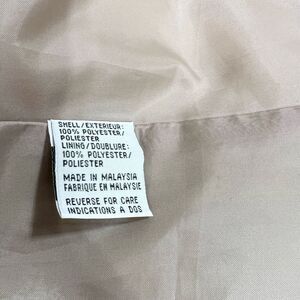 SHELL/EXTERIEUR:
100% POLYESTER/
POLIESTER
LINING/DOUBLURE:
100% POLYESTER/
POLIESTER
MADE IN MALAYSIA
FABRIQUE EN MALAYSIE
REVERSE FOR CARE
INDICATIONS A DOS